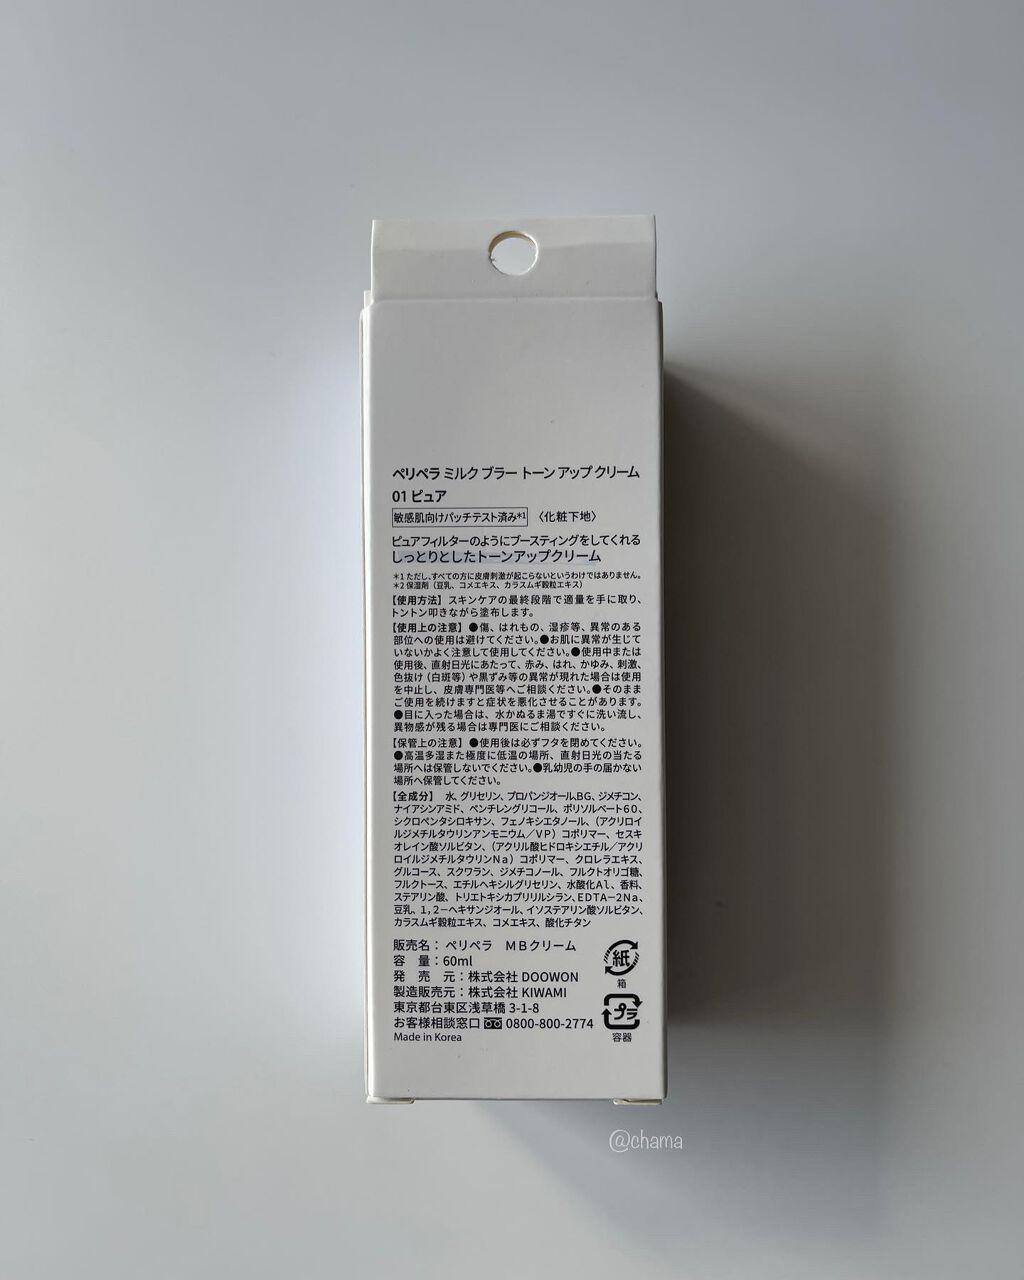 ペリペラ ミルク ブラー トーン アップ クリーム
01 ピュア
敏感肌向けパッチテスト済み*1 〈化粧下地〉
ピュアフィルターのようにブースティングをしてくれる
しっとりとしたトーンアップクリーム
*1 ただし、すべての方に皮膚刺激が起こらないというわけではありません。
*2 保湿剤（豆乳、コメエキス、カラスムギ穀粒エキス）
【使用方法】スキンケアの最終段階で適量を手に取り、
トントン叩きながら塗布します。
【使用上の注意】●傷、はれもの、湿疹等、異常のある
部位への使用は避けてください。●お肌に異常が生じて
いないかよく注意して使用してください。●使用中または
使用後、直射日光にあたって、赤み、はれ、かゆみ、刺激、
色抜け（白斑等）や黒ずみ等の異常が現れた場合は使用
を中止し、皮膚専門医等へご相談ください。●そのまま
ご使用を続けますと症状を悪化させることがあります。
●目に入った場合は、水かぬるま湯ですぐに洗い流し、
異物感が残る場合は専門医にご相談ください。
【保管上の注意】●使用後は必ずフタを閉めてください。
●高温多湿また極度に低温の場所、直射日光の当たる
場所へは保管しないでください。●乳幼児の手の届かない
場所へ保管してください。
【全成分】 水、グリセリン、プロパンジオール、BG、ジメチコン、
ナイアシンアミド、ペンチレングリコール、ポリソルベート60、
シクロペンタシロキサン、フェノキシエタノール、（アクリロイ
ルジメチルタウリンアンモニウム／VP）コポリマー、セスキ
オレイン酸ソルビタン、（アクリル酸ヒドロキシエチル／アクリ
ロイルジメチルタウリンNa）コポリマー、クロレラエキス、
グルコース、スクワラン、ジメチコノール、フルクトオリゴ糖、
フルクトース、エチルヘキシルグリセリン、水酸化Al、香料、
ステアリン酸、トリエトキシカプリリルシラン、EDTA－2Na、
豆乳、1,2－ヘキサンジオール、イソステアリン酸ソルビタン、
カラスムギ穀粒エキス、コメエキス、酸化チタン
販売名：ペリペラ MBクリーム
容 量：60ml
発 売 元：株式会社 DOOWON
製造販売元：株式会社 KIWAMI
東京都台東区浅草橋 3-1-8
お客様相談窓口 0800-800-2774
Made in Korea
紙
箱
プラ
容器
@chama